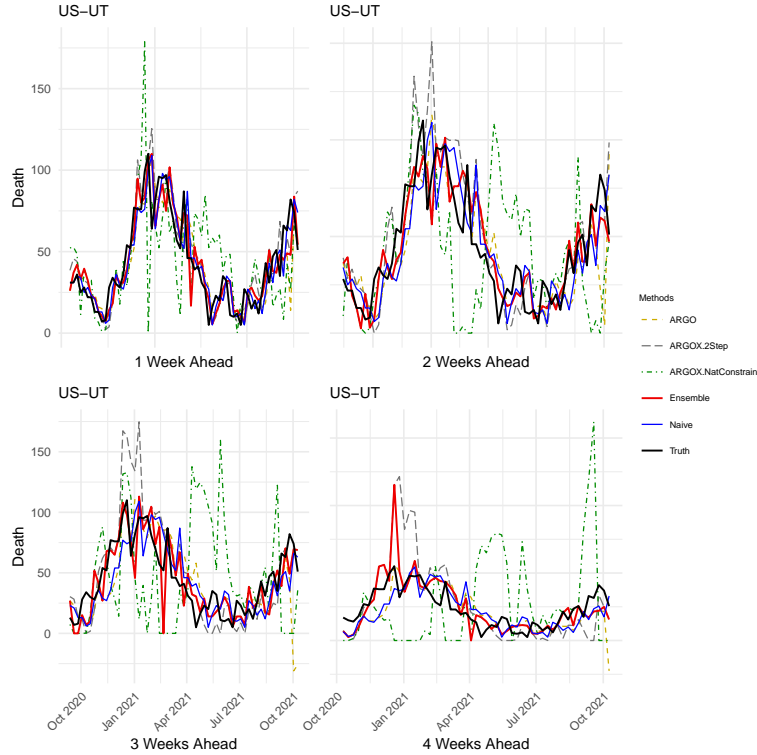 US−UT
US−UT
Death
150
100
50
0
1 Week Ahead
2 Weeks Ahead
Methods
ARGO
ARGOX.2Step
ARGOX.NatConstrain
Ensemble
Naive
Truth
US−UT
US−UT
Death
150
100
50
0
Oct 2020
Jan 2021
Apr 2021
Jul 2021
Oct 2021
Oct 2020
Jan 2021
Apr 2021
Jul 2021
Oct 2021
3 Weeks Ahead
4 Weeks Ahead